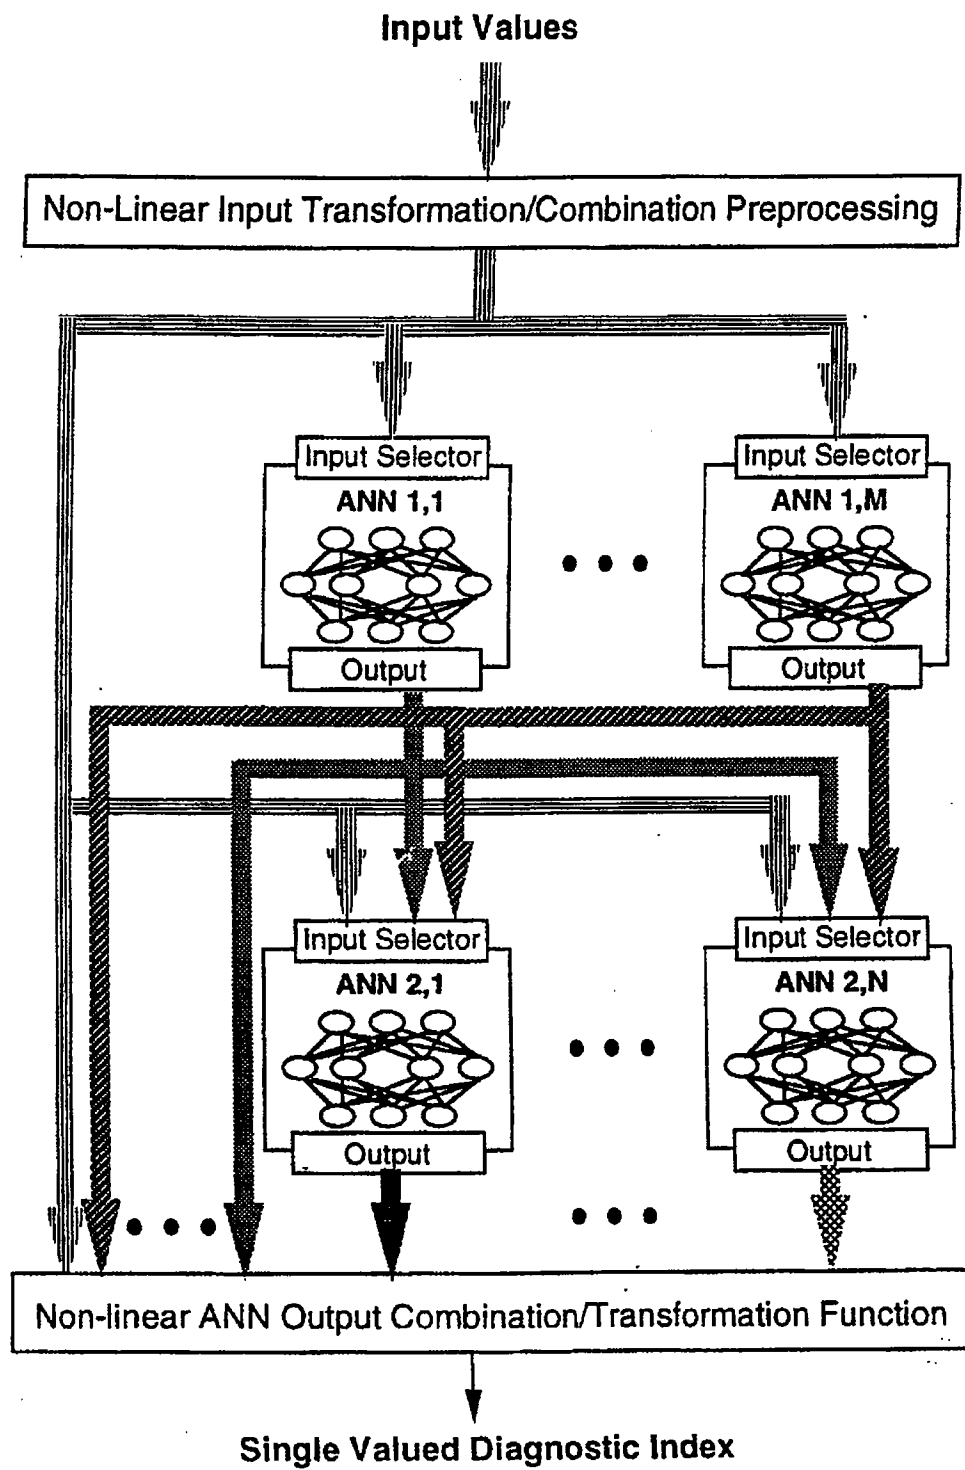 Input Values
Non-Linear Input Transformation/Combination Preprocessing
Input Selector
ANN 1,1
Output
Input Selector
ANN 1,M
Output
Input Selector
ANN 2,1
Output
Input Selector
ANN 2,N
Output
Non-linear ANN Output Combination/Transformation Function
Single Valued Diagnostic Index